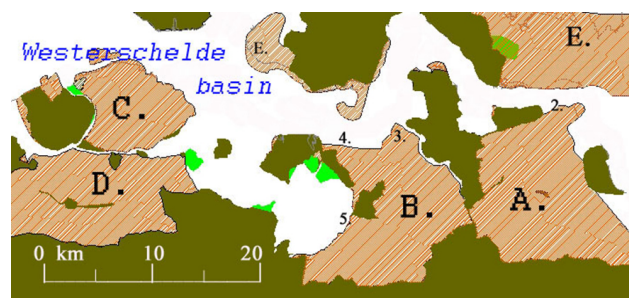 Westerschelde
basin
E.
E.
2.
C.
4.
3.
D.
5
B.
A.
0 km 10 20